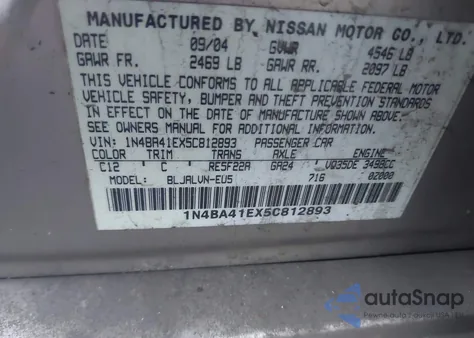 MANUFACTURED BY NISSAN MOTOR CO., LTD.
DATE 09/04 GVWR 4546 LB
GAWR FR. 2469 LB GAWR RR. 2097 LB
THIS VEHICLE CONFORMS TO ALL APPLICABLE FEDERAL MOTOR
VEHICLE SAFETY, BUMPER AND THEFT PREVENTION STANDARDS
IN EFFECT ON THE DATE OF MANUFACTURE SHOWN ABOVE.
SEE OWNERS MANUAL FOR ADDITIONAL INFORMATION
VIN: 1N4BA41EX5C812893 PASSENGER CAR
COLOR TRIM TRANS AXLE ENGINE
C12 C RE5F22A GA24 VQ35DE 3498CC
MODEL: BLJALVN-EU5 716 02000
1N4BA41EX5C812893
autoSnap